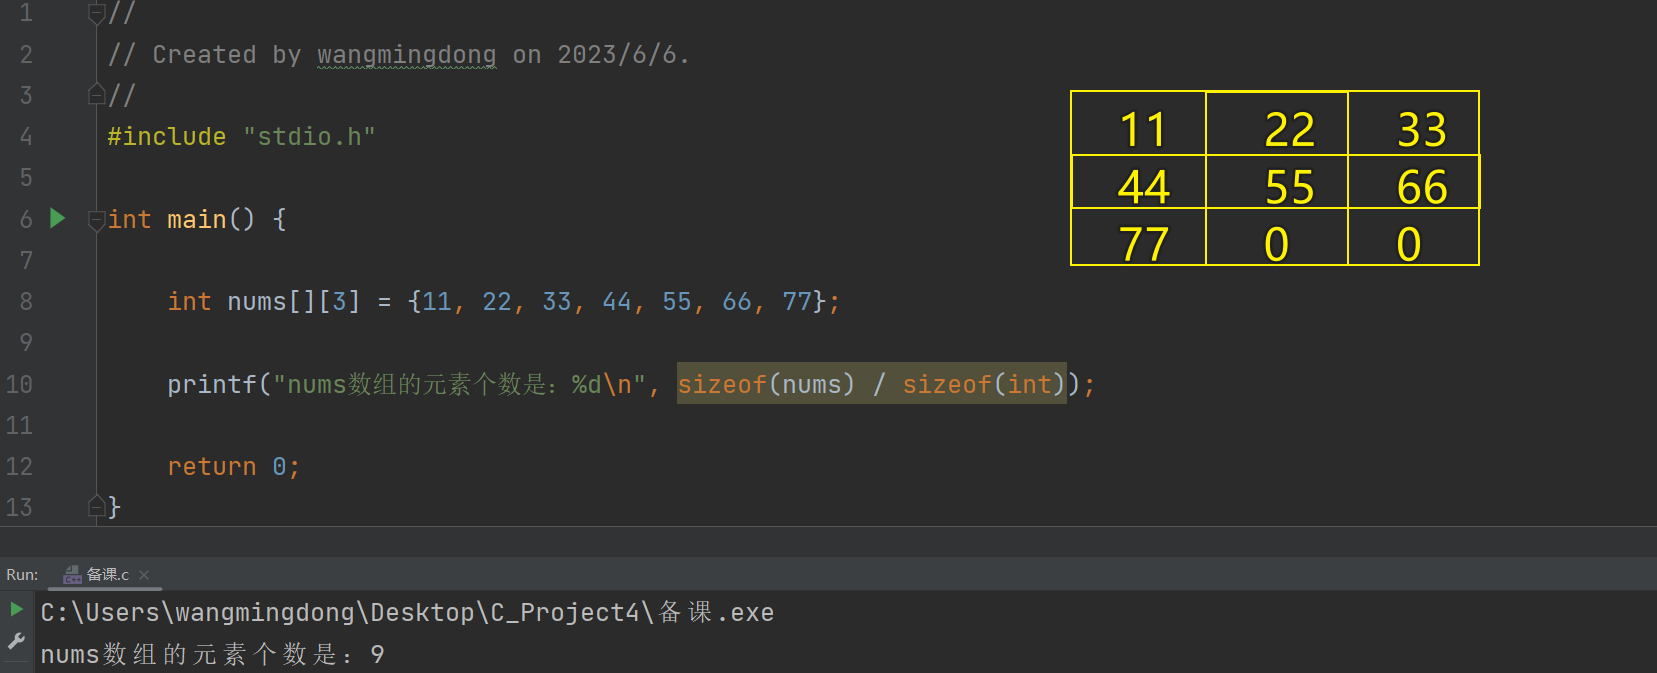 1 //
2 // Created by wangmingdong on 2023/6/6.
3 //
4 #include "stdio.h"
5
6 int main() {
7
8 int nums[][3] = {11, 22, 33, 44, 55, 66, 77};
9
10 printf("nums数组的元素个数是：%d\n", sizeof(nums) / sizeof(int));
11
12 return 0;
13 }
11 22 33
44 55 66
77 0 0
Run: 备课.c ×
C:\Users\wangmingdong\Desktop\C_Project4\备课.exe
nums数组的元素个数是：9